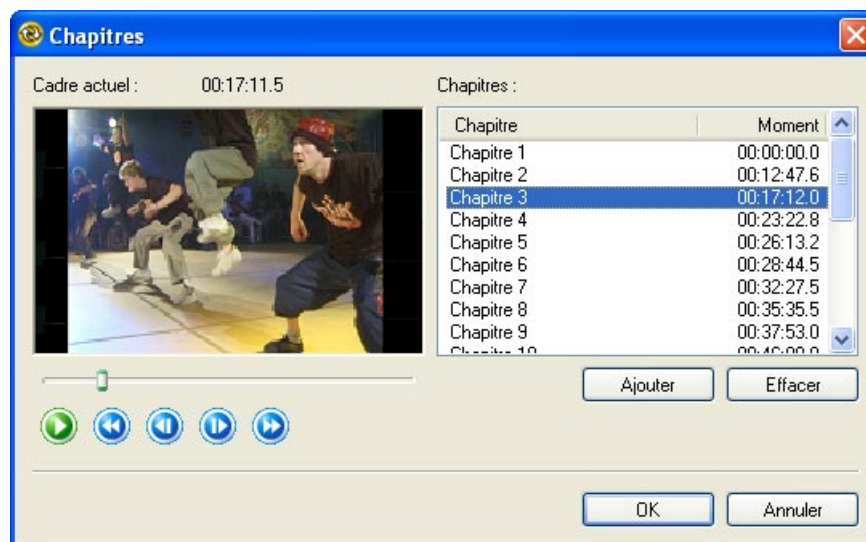 Chapitres
Cadre actuel : 00:17:11.5
Chapitres :
Chapitre Moment
Chapitre 1 00:00:00.0
Chapitre 2 00:12:47.6
Chapitre 3 00:17:12.0
Chapitre 4 00:23:22.8
Chapitre 5 00:26:13.2
Chapitre 6 00:28:44.5
Chapitre 7 00:32:27.5
Chapitre 8 00:35:35.5
Chapitre 9 00:37:53.0
Chapitre 10
Ajouter Effacer
OK Annuler